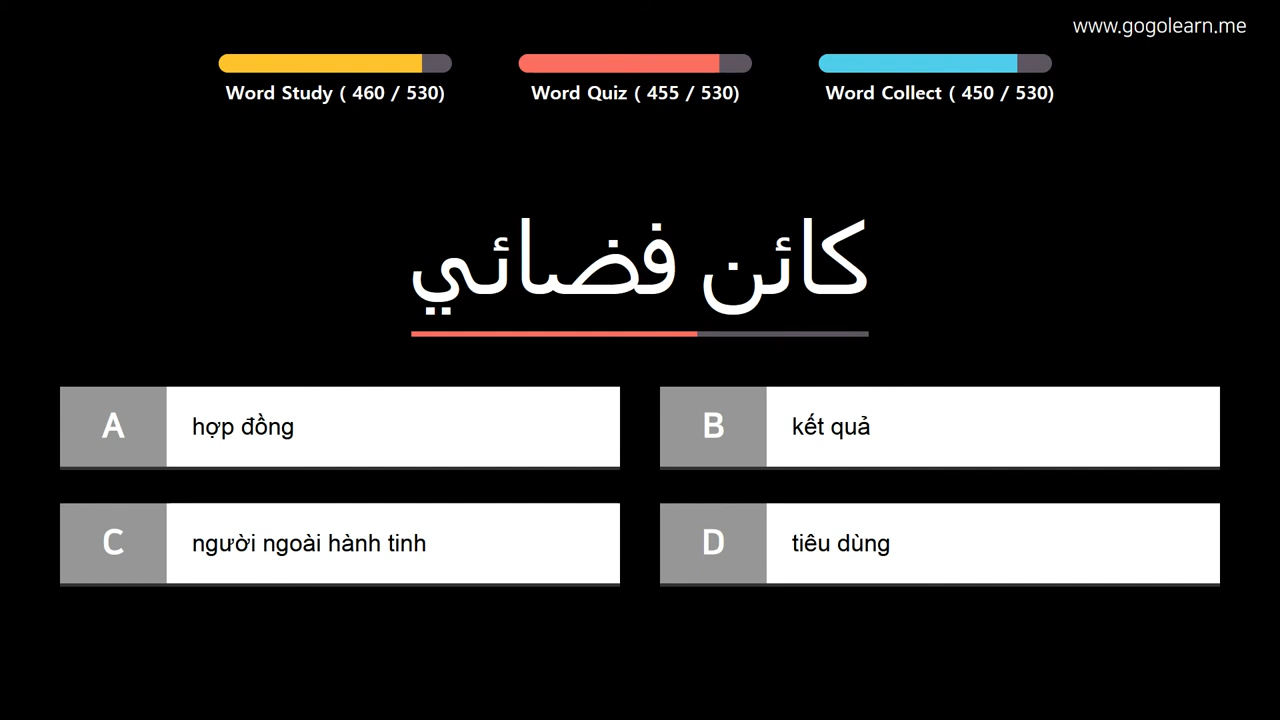 www.gogolearn.me
Word Study ( 460 / 530)
Word Quiz ( 455 / 530)
Word Collect ( 450 / 530)
كائن فضائي
A hợp đồng
B kết quả
C người ngoài hành tinh
D tiêu dùng